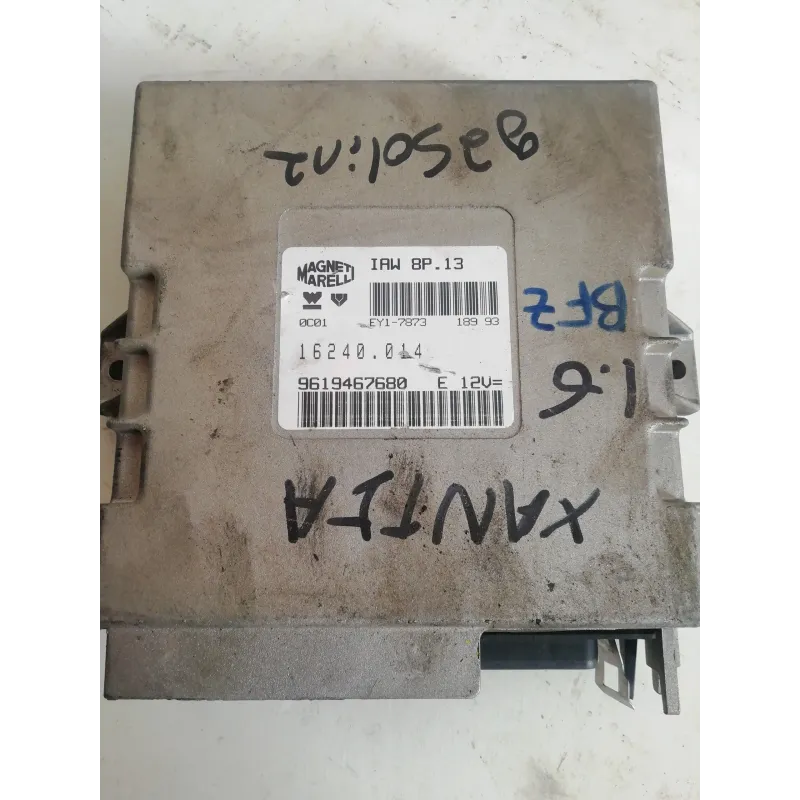 gasolina
MAGNETI
MARELLI
IAW 8P.13
0C01 EY1-7873 189 93
16240.014
9619467680 E 12V=
BFZ
1.6
XANTIA